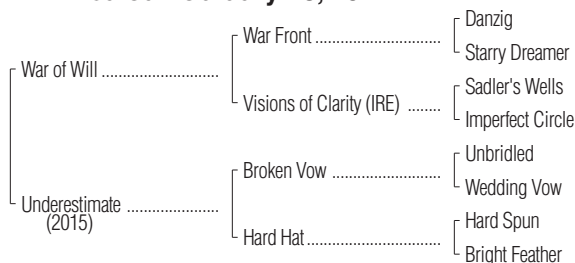 Danzig
War Front ................................
Starry Dreamer
War of Will ..............................
Sadler's Wells
Visions of Clarity (IRE) ........
Imperfect Circle
Unbridled
Broken Vow ............................
Wedding Vow
Underestimate ........................
(2015)
Hard Spun
Hard Hat..................................
Bright Feather